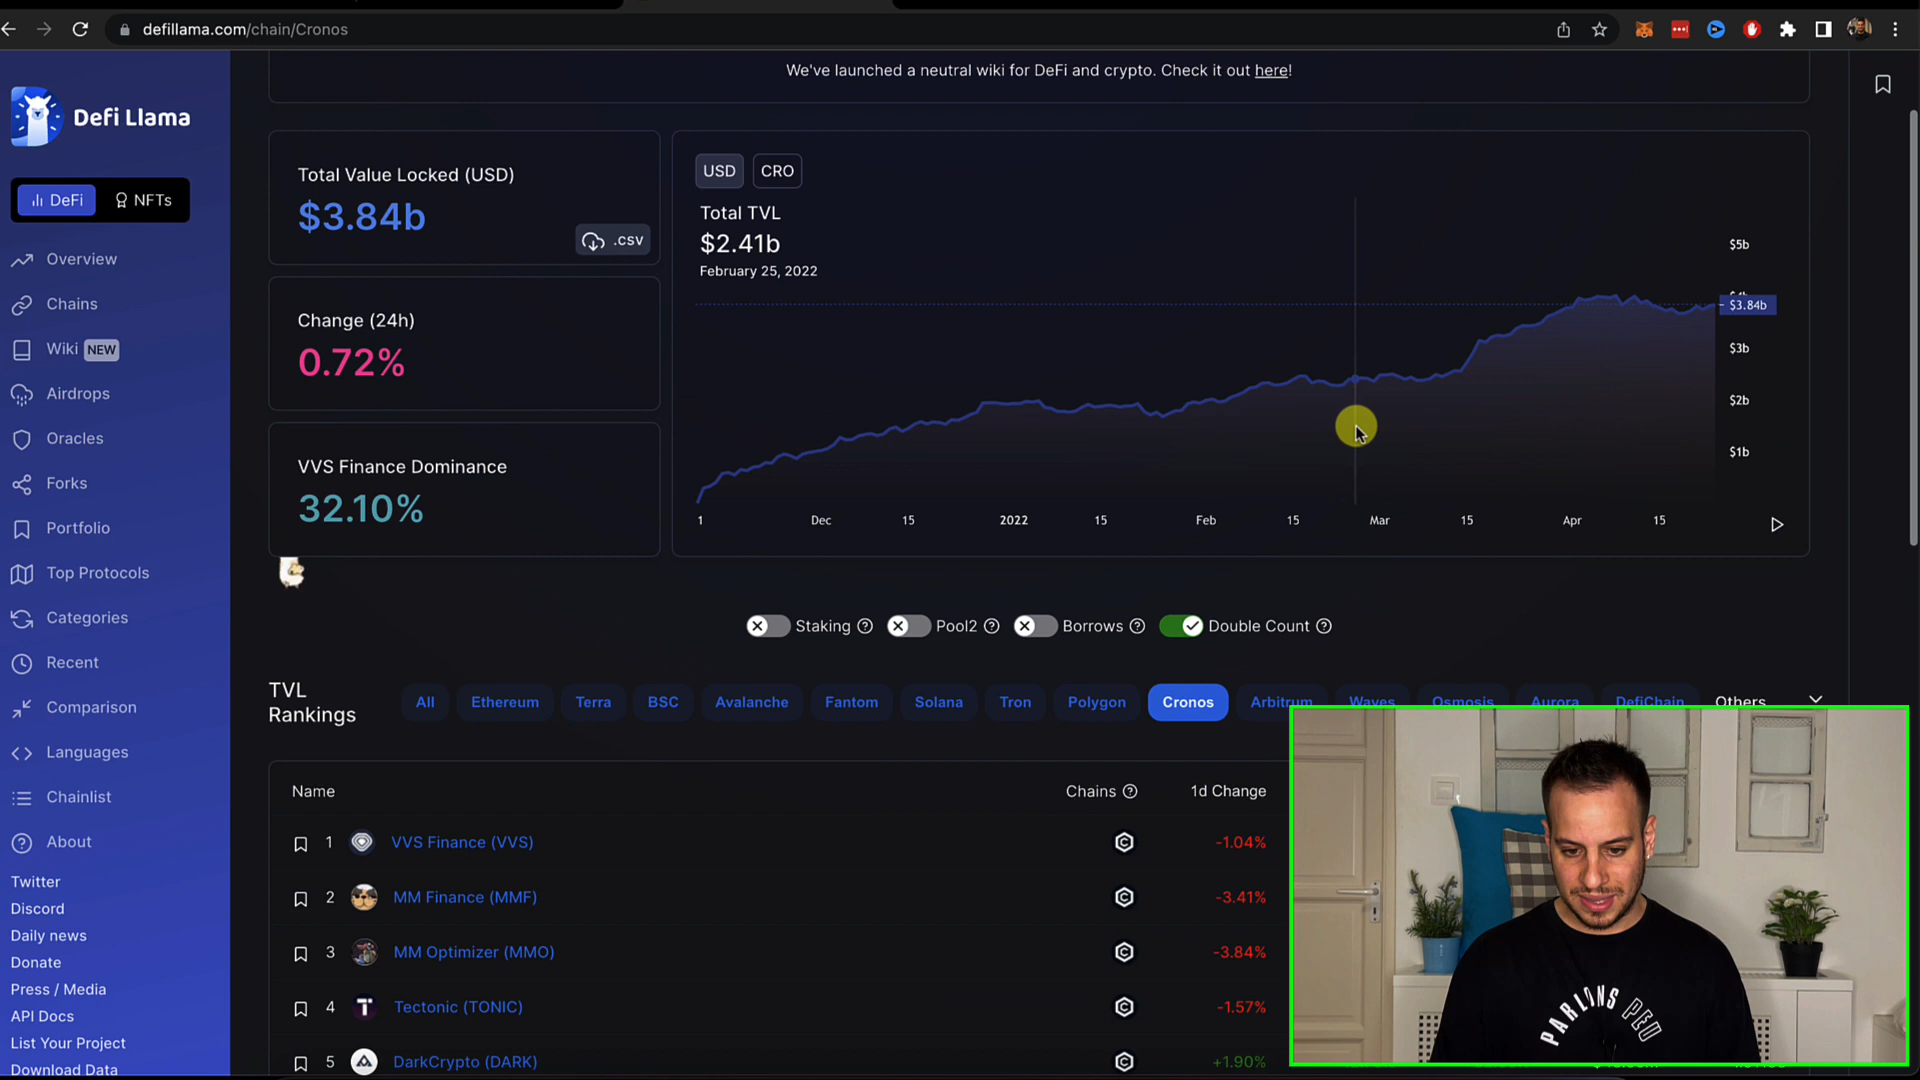 defillama.com/chain/Cronos
We've launched a neutral wiki for DeFi and crypto. Check it out here!
Defi Llama
DeFi
NFTs
Overview
Chains
Wiki NEW
Airdrops
Oracles
Forks
Portfolio
Top Protocols
Categories
Recent
Comparison
Languages
Chainlist
About
Twitter
Discord
Daily news
Donate
Press / Media
API Docs
List Your Project
Download Data
Total Value Locked (USD)
$3.84b
.csv
Change (24h)
0.72%
VVS Finance Dominance
32.10%
USD
CRO
Total TVL
$2.41b
February 25, 2022
$5b
$3.84b
$3b
$2b
$1b
1 Dec 15 2022 15 Feb 15 Mar 15 Apr 15
Staking
Pool2
Borrows
Double Count
TVL
Rankings
All Ethereum Terra BSC Avalanche Fantom Solana Tron Polygon Cronos Arbitrum Waves Osmosis Aurora DefiChain Others
Name Chains 1d Change
1 VVS Finance (VVS) -1.04%
2 MM Finance (MMF) -3.41%
3 MM Optimizer (MMO) -3.84%
4 Tectonic (TONIC) -1.57%
5 DarkCrypto (DARK) +1.90%
PARLONS PEU